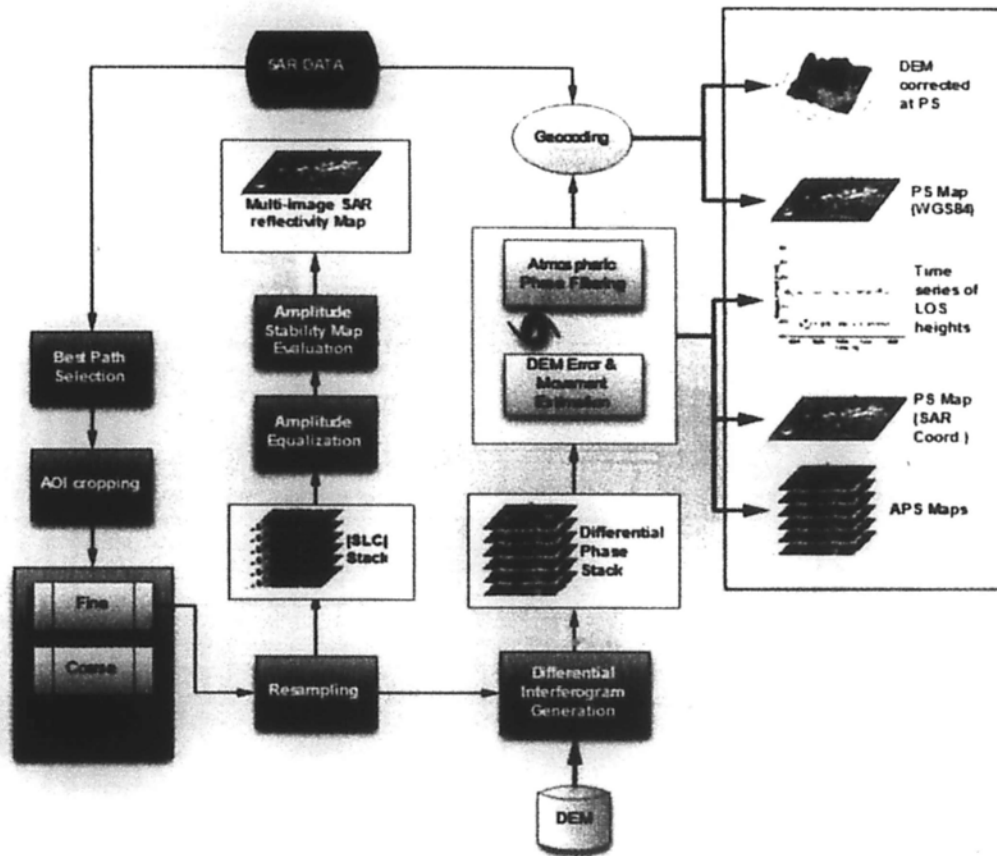 SAR DATA
DEM
corrected
at PS
Geocoding
PS Map
(WGS84)
Multi-image SAR
reflectivity Map
Atmospheric
Phase Filtering
Time
series of
LOS
heights
Amplitude
Stability Map
Evaluation
Best Path
Selection
DEM Error &
Movement
Estimation
PS Map
(SAR
Coord.)
Amplitude
Equalization
AOI cropping
|SLC|
Stack
Differential
Phase
Stack
APS Maps
Fine
Coarse
Resampling
Differential
Interferogram
Generation
DEM